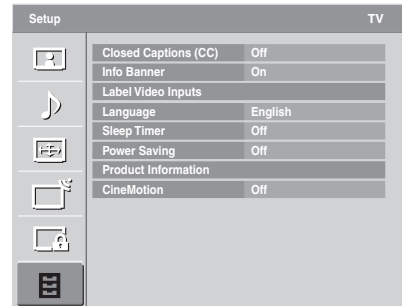 Setup TV
Closed Captions (CC) Off
Info Banner On
Label Video Inputs
Language English
Sleep Timer Off
Power Saving Off
Product Information
CineMotion Off